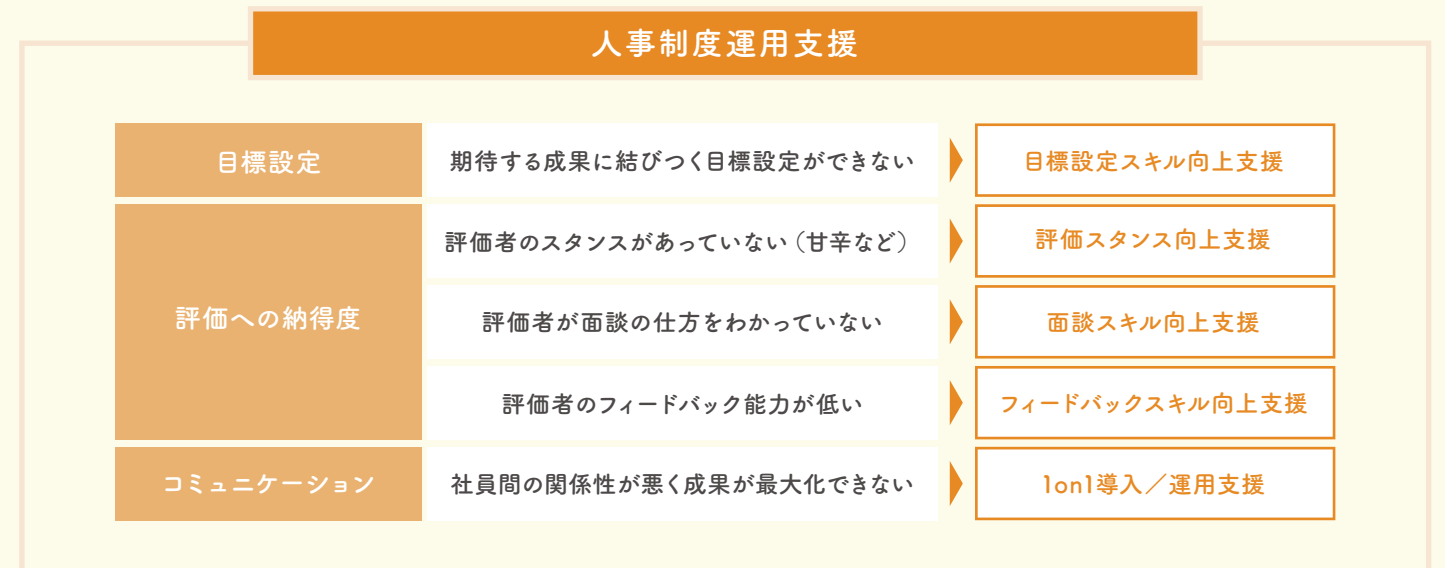 人事制度運用支援
目標設定
期待する成果に結びつく目標設定ができない
目標設定スキル向上支援
評価への納得度
評価者のスタンスがあっていない（甘辛など）
評価スタンス向上支援
評価者が面談の仕方をわかっていない
面談スキル向上支援
評価者のフィードバック能力が低い
フィードバックスキル向上支援
コミュニケーション
社員間の関係性が悪く成果が最大化できない
1on1導入／運用支援